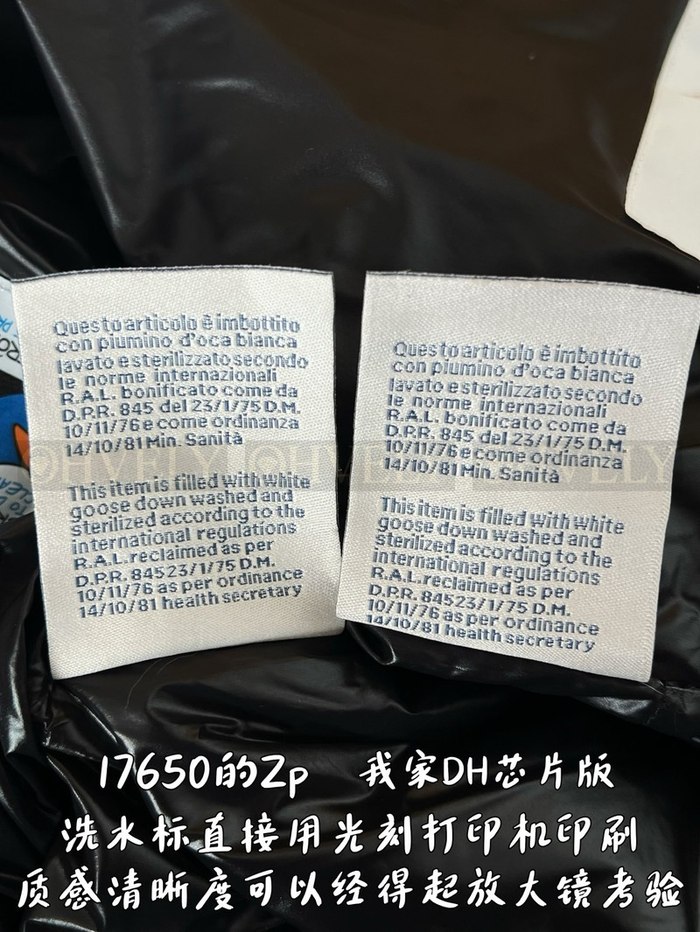 Questo articolo è imbottito
con piumino d'oca bianca
lavato e sterilizzato secondo
le norme internazionali
R.A.L. bonificato come da
D.P.R. 845 del 23/1/75 D.M.
10/11/76 e come ordinanza
14/10/81 Min. Sanità
This item is filled with white
goose down washed and
sterilized according to the
international regulations
R.A.L. reclaimed as per
D.P.R. 84523/1/75 D.M.
10/11/76 as per ordinance
14/10/81 health secretary
Questo articolo è imbottito
con piumino d'oca bianca
lavato e sterilizzato secondo
le norme internazionali
R.A.L. bonificato come da
D.P.R. 845 del 23/1/75 D.M.
10/11/76 e come ordinanza
14/10/81 Min. Sanità
This item is filled with white
goose down washed and
sterilized according to the
international regulations
R.A.L. reclaimed as per
D.P.R. 84523/1/75 D.M.
10/11/76 as per ordinance
14/10/81 health secretary
17650的Zp 我家DH芯片版
洗水标直接用光刻打印机印刷
质感清晰度可以经得起放大镜考验